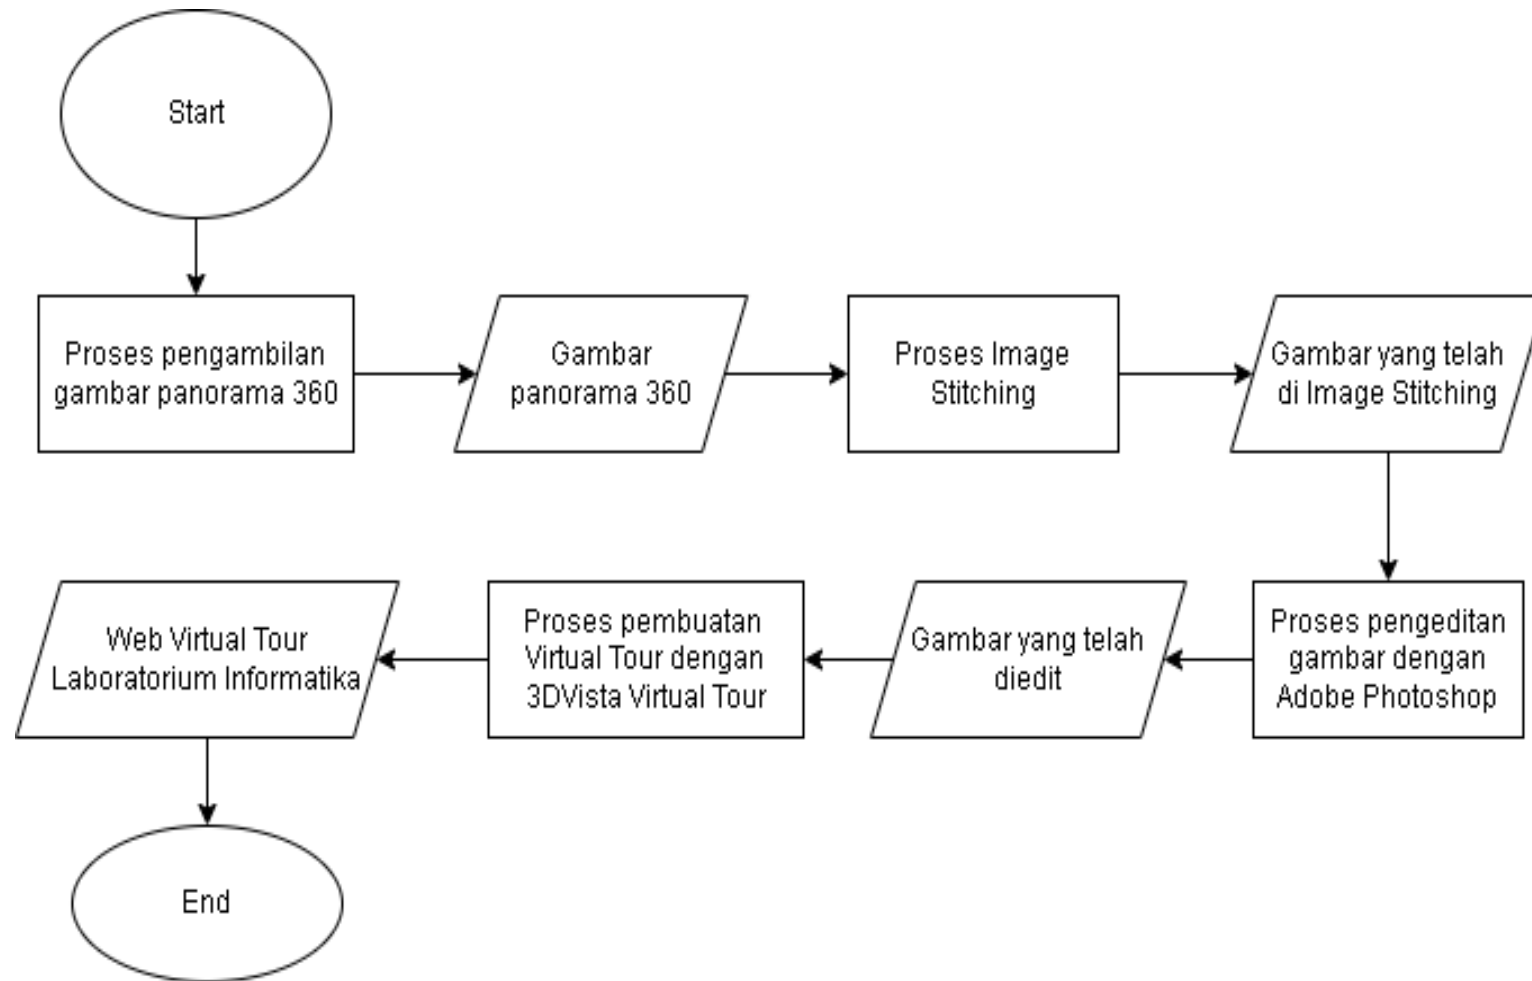 Start
Proses pengambilan
gambar panorama 360
Gambar
panorama 360
Proses Image
Stitching
Gambar yang telah
di Image Stitching
Proses pengeditan
gambar dengan
Adobe Photoshop
Gambar yang telah
diedit
Proses pembuatan
Virtual Tour dengan
3DVista Virtual Tour
Web Virtual Tour
Laboratorium Informatika
End